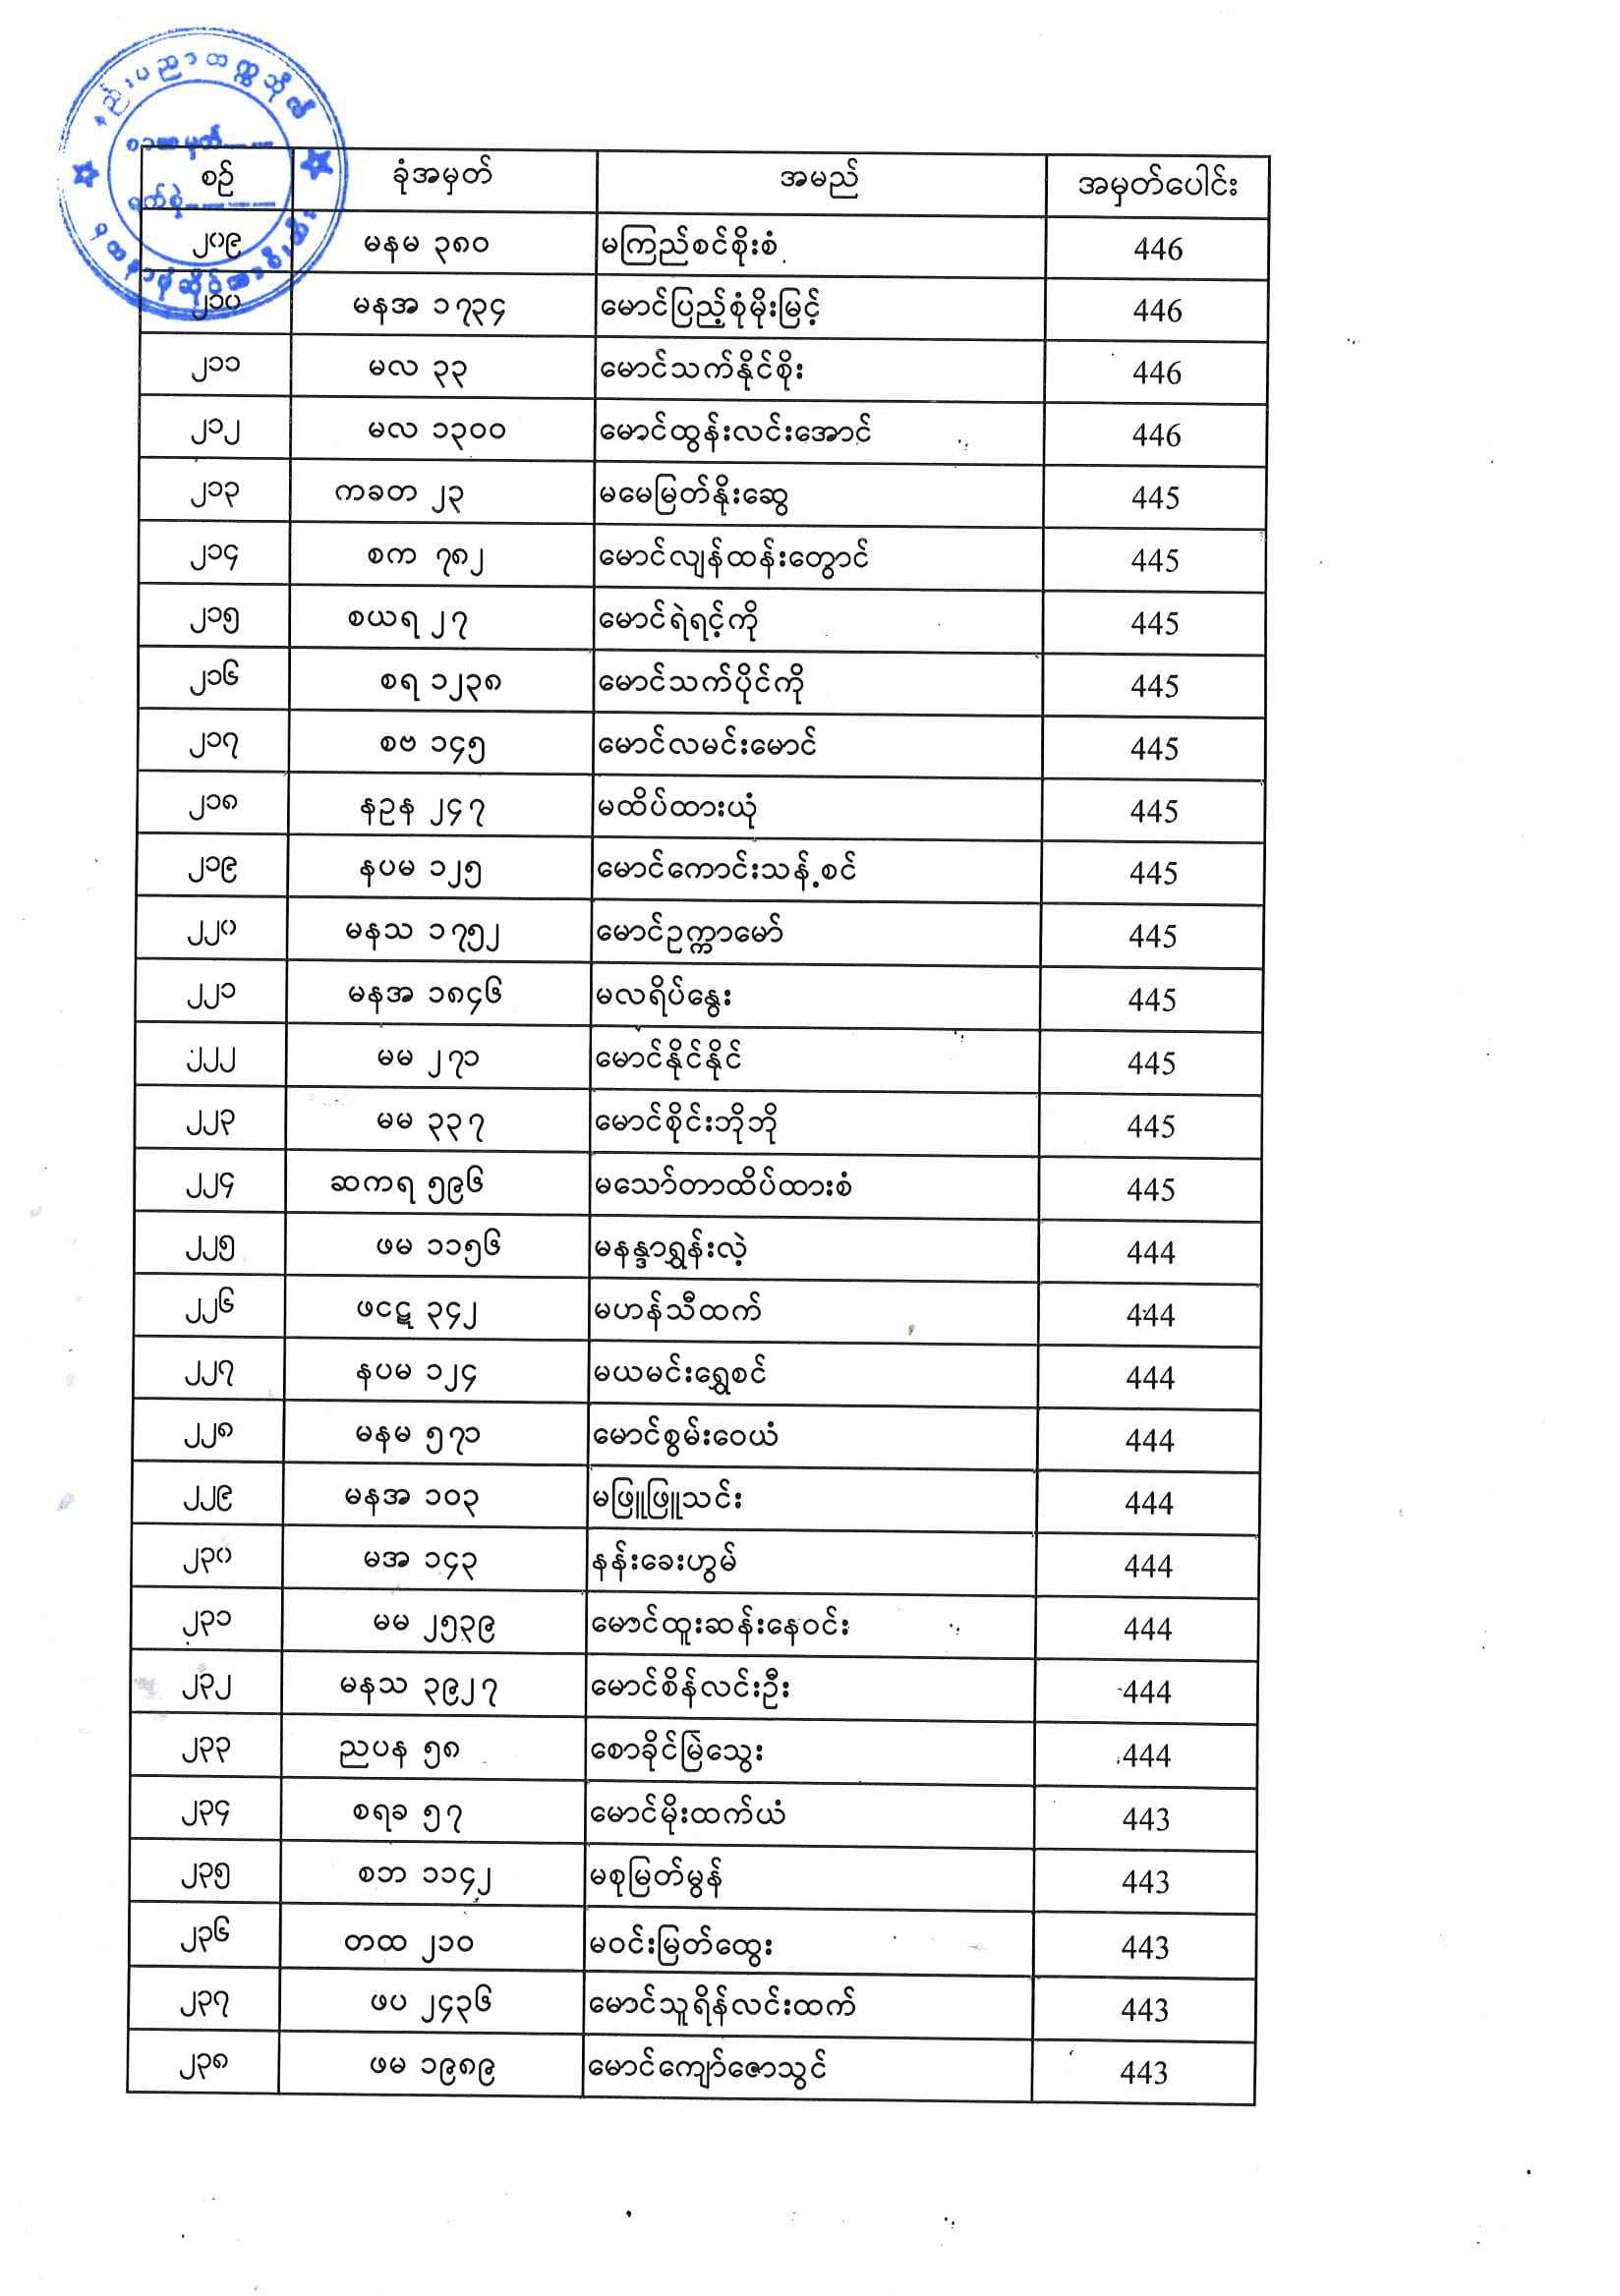 နည်းပညာတက္ကသိုလ်
စာအမှတ်
ရက်စွဲ
စဉ် ခုံအမှတ် အမည် အမှတ်ပေါင်း
၂၀၉ မနမ ၃၈၀ မကြည်စင်စိုးစံ 446
၂၁၀ မနအ ၁၇၃၄ မောင်ပြည့်စုံမိုးမြင့် 446
၂၁၁ မလ ၃၃ မောင်သက်နိုင်စိုး 446
၂၁၂ မလ ၁၃၀၀ မောင်ထွန်းလင်းအောင် 446
၂၁၃ ကခတ ၂၃ မမေမြတ်နိုးဆွေ 445
၂၁၄ စက ၇၈၂ မောင်လျန်ထန်းတွောင် 445
၂၁၅ စယရ ၂၇ မောင်ရဲရင့်ကို 445
၂၁၆ စရ ၁၂၃၈ မောင်သက်ပိုင်ကို 445
၂၁၇ စဗ ၁၄၅ မောင်လမင်းမောင် 445
၂၁၈ နဥန ၂၄၇ မထိပ်ထားယုံ 445
၂၁၉ နပမ ၁၂၅ မောင်ကောင်းသန့်စင် 445
၂၂၀ မနသ ၁၇၅၂ မောင်ဥက္ကာမော် 445
၂၂၁ မနအ ၁၈၄၆ မလရိပ်နွေး 445
၂၂၂ မမ ၂၇၁ မောင်နိုင်နိုင် 445
၂၂၃ မမ ၃၃၇ မောင်စိုင်းဘိုဘို 445
၂၂၄ ဆကရ ၅၉၆ မသော်တာထိပ်ထားစံ 445
၂၂၅ ဖမ ၁၁၅၆ မနန္ဒာရွှန်းလဲ့ 444
၂၂၆ ဖငဋ္ဌ ၃၄၂ မဟန်သီထက် 444
၂၂၇ နပမ ၁၂၄ မယမင်းရွှေစင် 444
၂၂၈ မနမ ၅၇၁ မောင်စွမ်းဝေယံ 444
၂၂၉ မနအ ၁၀၃ မဖြူဖြူသင်း 444
၂၃၀ မအ ၁၄၃ နန်းခေးဟွမ် 444
၂၃၁ မမ ၂၅၃၉ မောင်ထူးဆန်းနေဝင်း 444
၂၃၂ မနသ ၃၉၂၇ မောင်စိန်လင်းဦး 444
၂၃၃ ညပန ၅၈ စောခိုင်မြဲသွေး 444
၂၃၄ စရခ ၅၇ မောင်မိုးထက်ယံ 443
၂၃၅ စဘ ၁၁၄၂ မစုမြတ်မွန် 443
၂၃၆ တထ ၂၁၀ မဝင်းမြတ်ထွေး 443
၂၃၇ ဖပ ၂၄၃၆ မောင်သူရိန်လင်းထက် 443
၂၃၈ ဖမ ၁၉၈၉ မောင်ကျော်ဇောသွင် 443